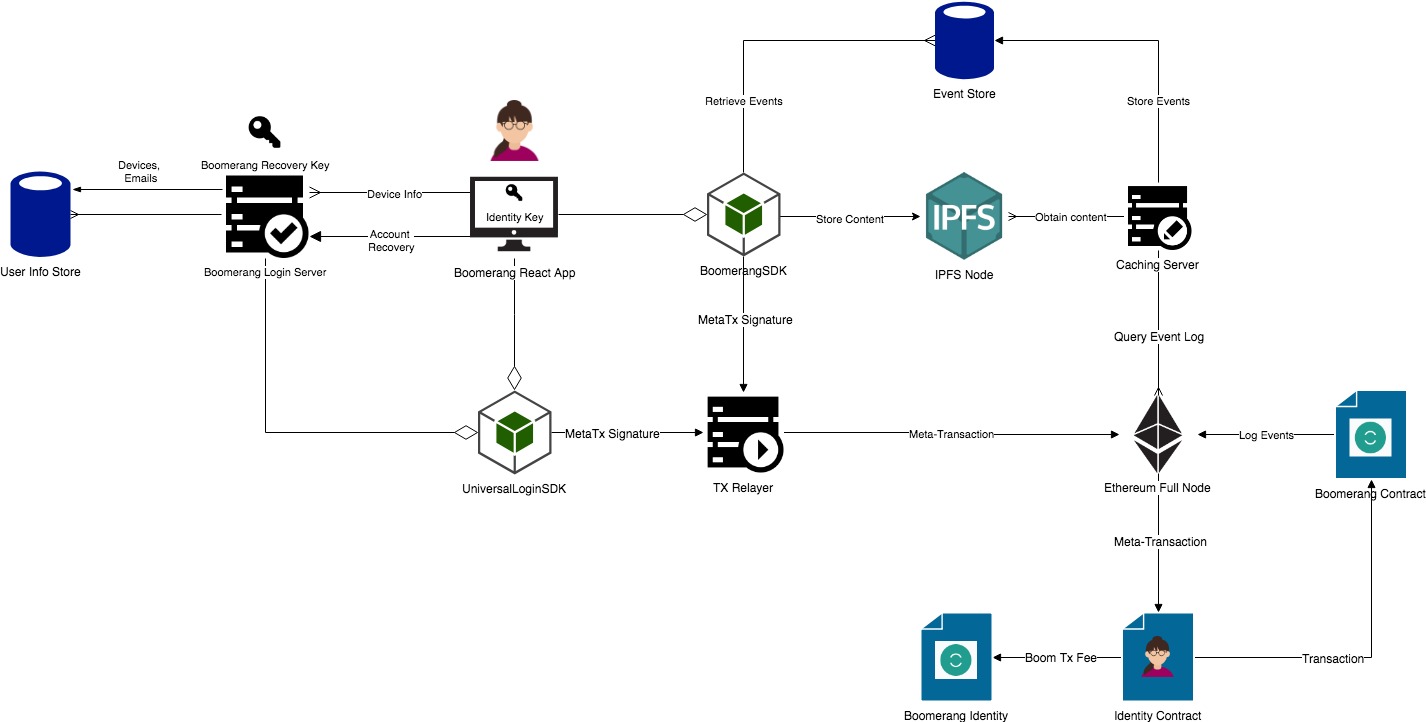 Event Store
Retrieve Events
Store Events
Devices,
Emails
Boomerang Recovery Key
Device Info
Identity Key
Account
Recovery
User Info Store
Boomerang Login Server
Boomerang React App
Store Content
IPFS
Obtain content
BoomerangSDK
IPFS Node
Caching Server
MetaTx Signature
Query Event Log
MetaTx Signature
Meta-Transaction
Log Events
UniversalLoginSDK
TX Relayer
Ethereum Full Node
Boomerang Contract
Meta-Transaction
Boom Tx Fee
Transaction
Boomerang Identity
Identity Contract